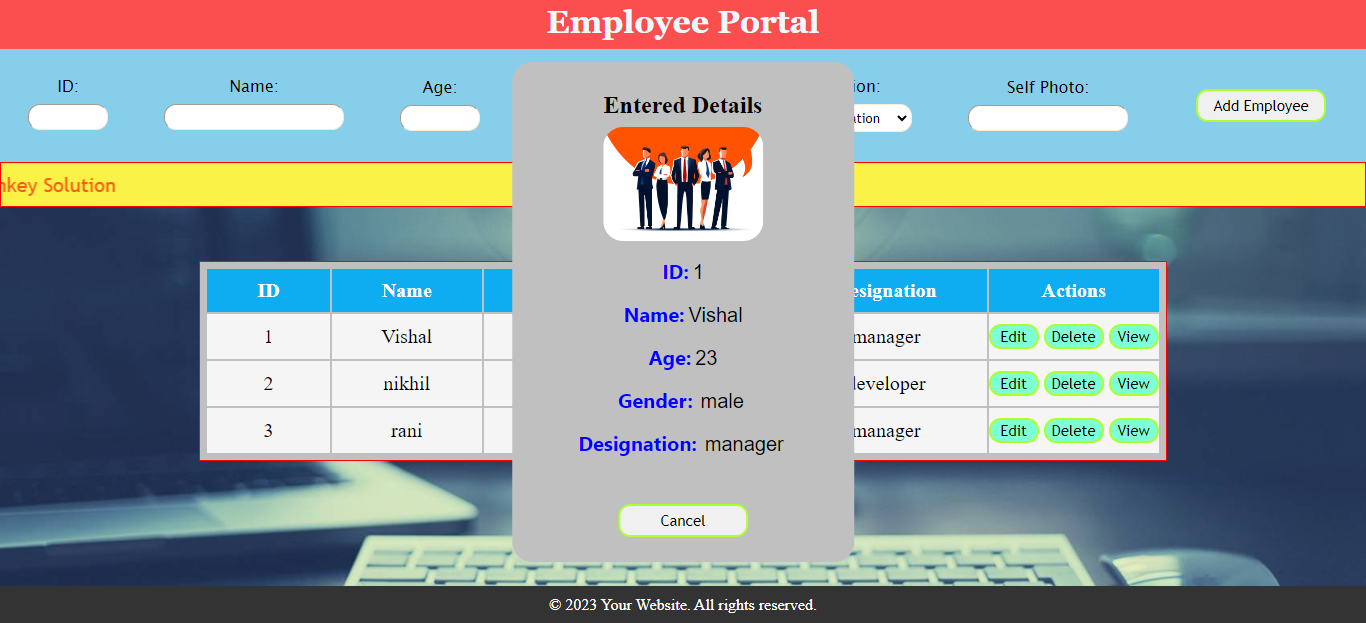 Employee Portal
ID: Name: Age: ion: Self Photo:
ation Add Employee
nkey Solution
Entered Details
ID: 1
Name: Vishal
Age: 23
Gender: male
Designation: manager
Cancel
ID Name esignation Actions
1 Vishal manager Edit Delete View
2 nikhil developer Edit Delete View
3 rani manager Edit Delete View
© 2023 Your Website. All rights reserved.